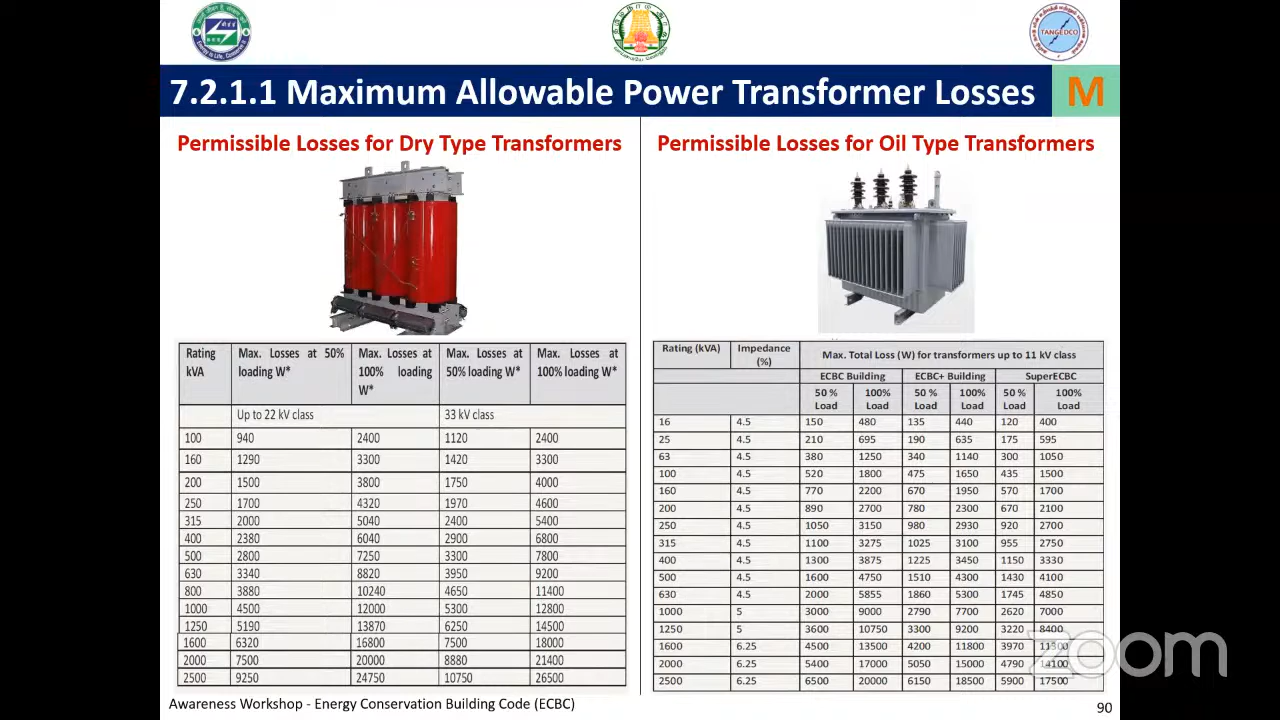 TANGEDCO
7.2.1.1 Maximum Allowable Power Transformer Losses
M
Permissible Losses for Dry Type Transformers
Rating kVA Max. Losses at 50% loading W* Max. Losses at 100% loading W* Max. Losses at 50% loading W* Max. Losses at 100% loading W*
Up to 22 kV class 33 kV class
100 940 2400 1120 2400
160 1290 3300 1420 3300
200 1500 3800 1750 4000
250 1700 4320 1970 4600
315 2000 5040 2400 5400
400 2380 6040 2900 6800
500 2800 7250 3300 7800
630 3340 8820 3950 9200
800 3880 10240 4650 11400
1000 4500 12000 5300 12800
1250 5190 13870 6250 14500
1600 6320 16800 7500 18000
2000 7500 20000 8880 21400
2500 9250 24750 10750 26500
Permissible Losses for Oil Type Transformers
Rating (kVA) Impedance (%) Max. Total Loss (W) for transformers up to 11 kV class
ECBC Building ECBC+ Building SuperECBC
50 % Load 100% Load 50 % Load 100% Load 50 % Load 100% Load
16 4.5 150 480 135 440 120 400
25 4.5 210 695 190 635 175 595
63 4.5 380 1250 340 1140 300 1050
100 4.5 520 1800 475 1650 435 1500
160 4.5 770 2200 670 1950 570 1700
200 4.5 890 2700 780 2300 670 2100
250 4.5 1050 3150 980 2930 920 2700
315 4.5 1100 3275 1025 3100 955 2750
400 4.5 1300 3875 1225 3450 1150 3330
500 4.5 1600 4750 1510 4300 1430 4100
630 4.5 2000 5855 1860 5300 1745 4850
1000 5 3000 9000 2790 7700 2620 7000
1250 5 3600 10750 3300 9200 3220 8400
1600 6.25 4500 13500 4200 11800 3970 11300
2000 6.25 5400 17000 5050 15000 4790 14100
2500 6.25 6500 20000 6150 18500 5900 17500
zoom
Awareness Workshop - Energy Conservation Building Code (ECBC)
90